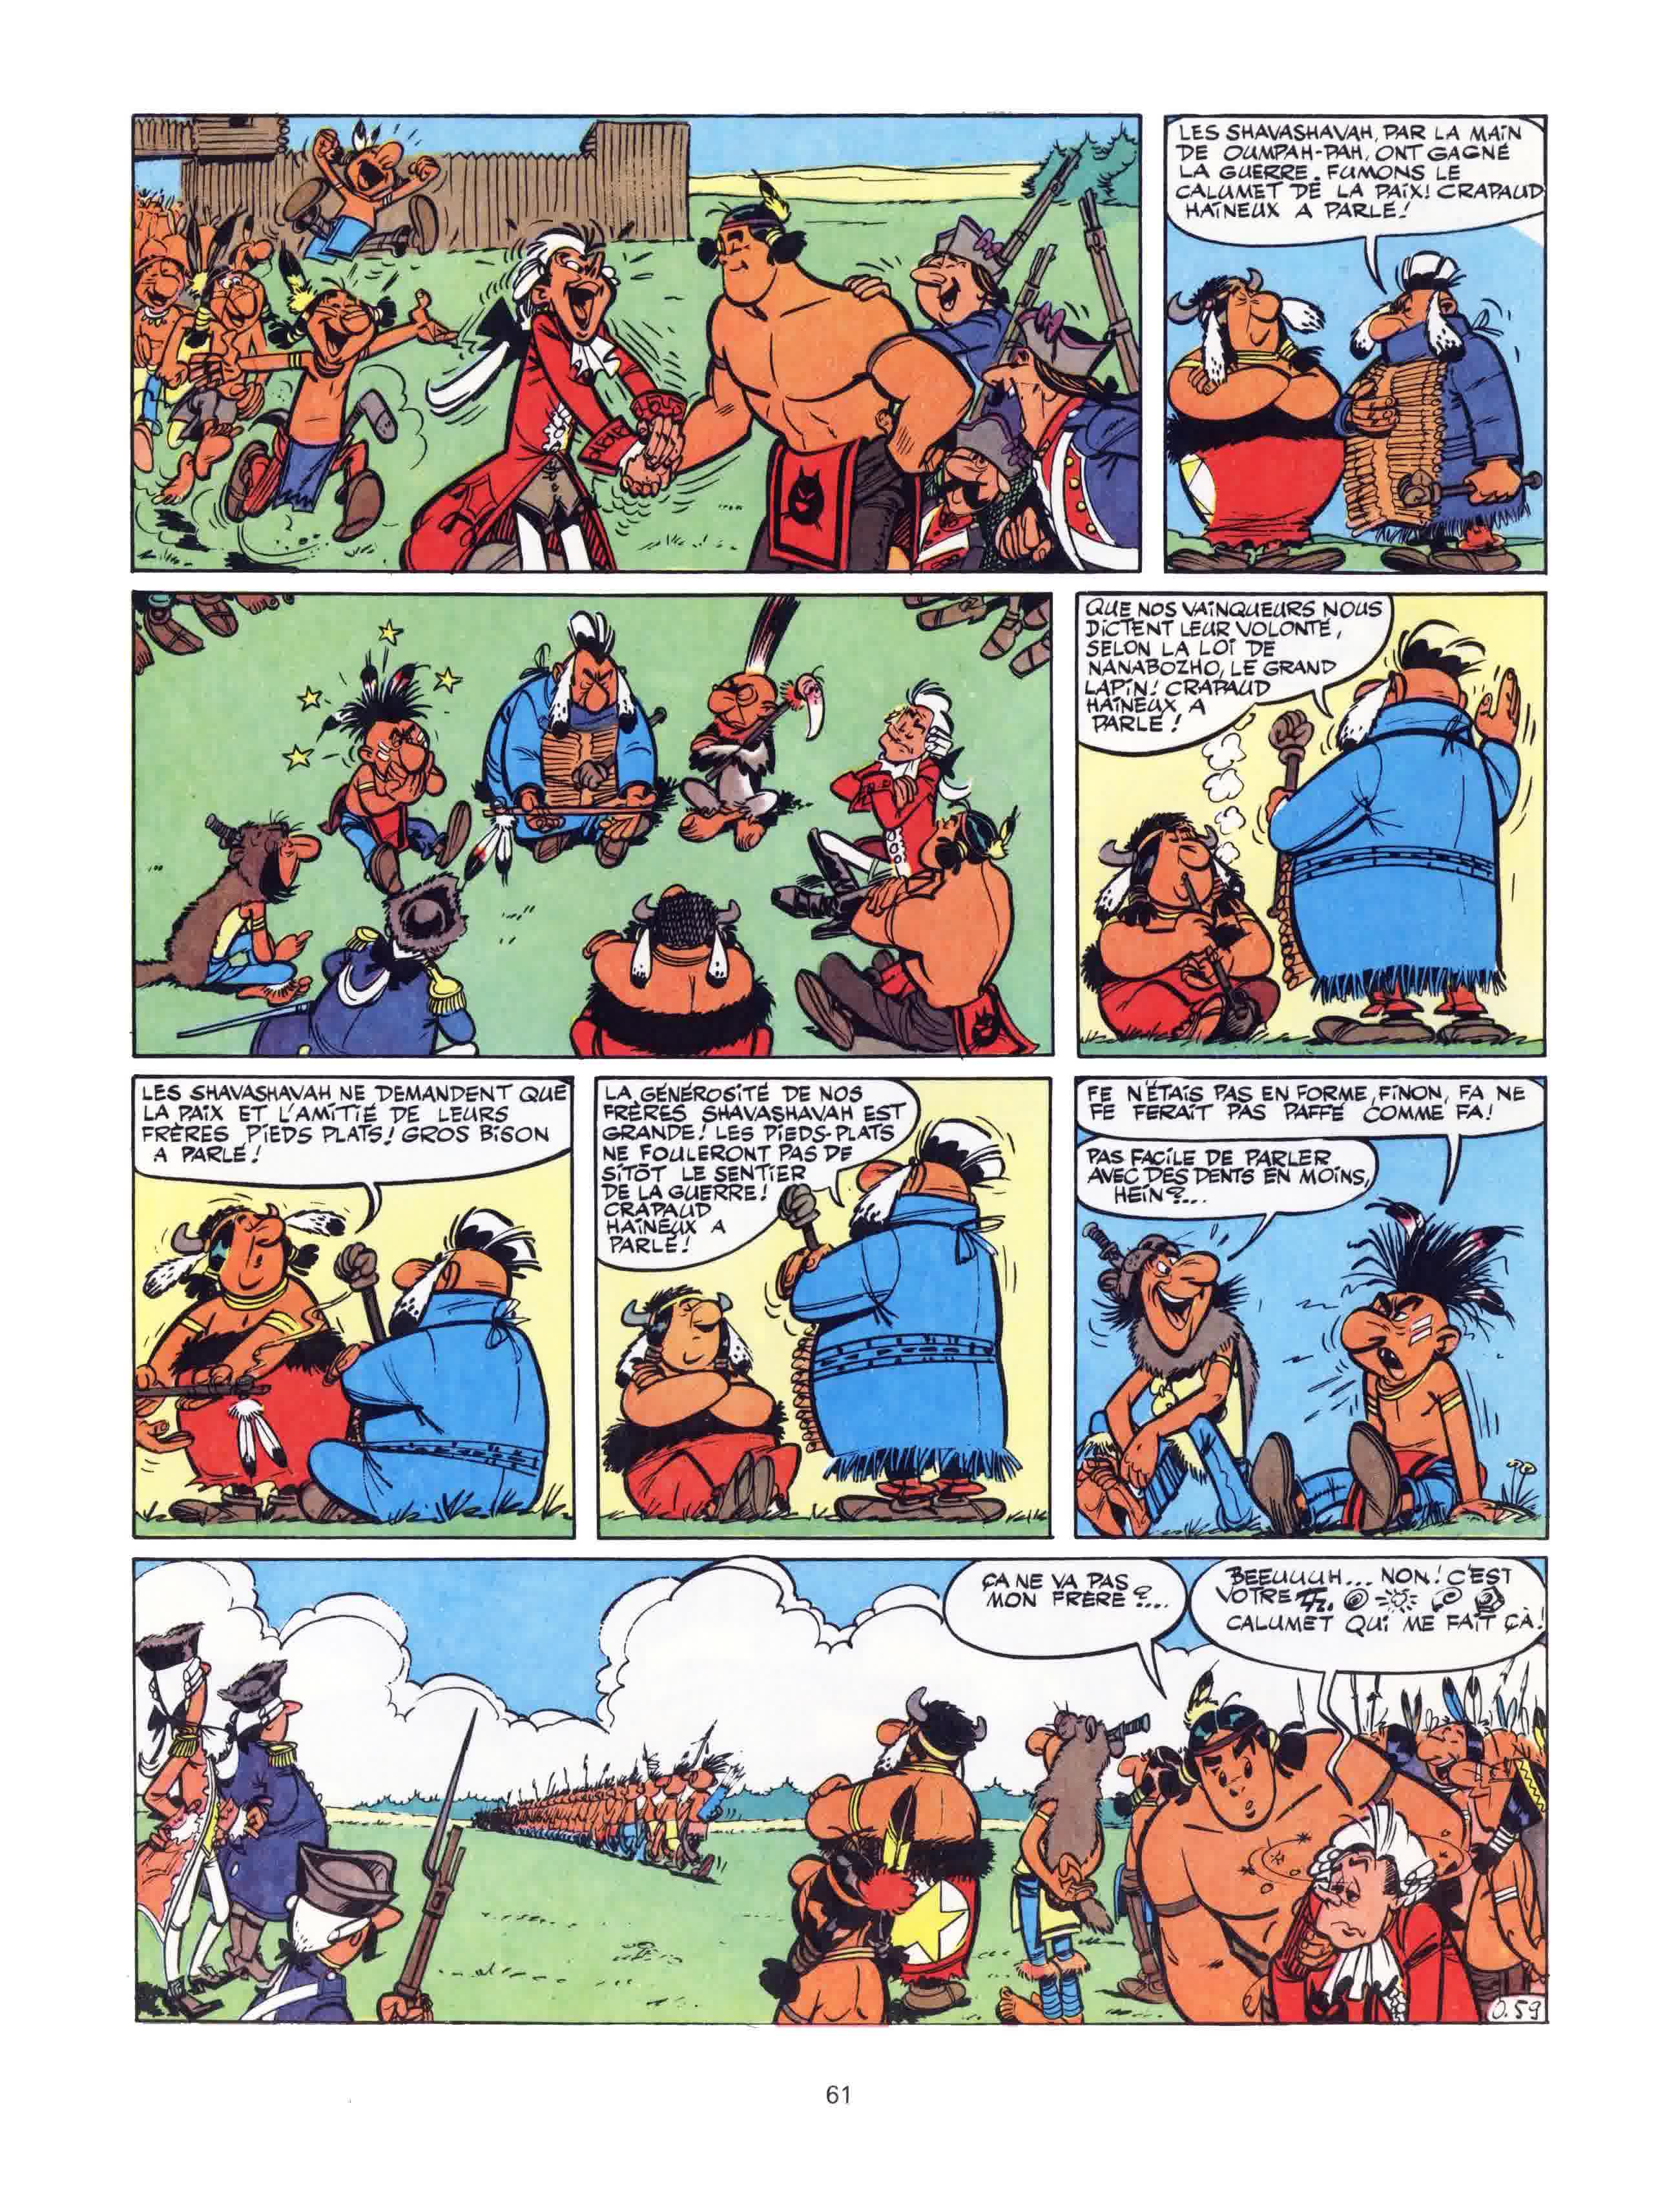 LES SHAVASHAVAH, PAR LA MAIN
DE OUMPAH-PAH, ONT GAGNÉ
LA GUERRE. FUMONS LE
CALUMET DE LA PAIX! CRAPAUD
HAINEUX A PARLÉ!
QUE NOS VAINQUEURS NOUS
DICTENT LEUR VOLONTÉ,
SELON LA LOI DE
NANABOZHO, LE GRAND
LAPIN! CRAPAUD
HAINEUX A
PARLÉ!
LES SHAVASHAVAH NE DEMANDENT QUE
LA PAIX ET L'AMITIÉ DE LEURS
FRÈRES PIEDS PLATS! GROS BISON
A PARLÉ!
LA GÉNÉROSITÉ DE NOS
FRÈRES SHAVASHAVAH EST
GRANDE! LES PIEDS-PLATS
NE FOULERONT PAS DE
SITÔT LE SENTIER
DE LA GUERRE!
CRAPAUD
HAINEUX A
PARLÉ!
FE N'ÉTAIS PAS EN FORME, FINON, FA NE
FE FERAIT PAS PAFFÉ COMME FA!
PAS FACILE DE PARLER
AVEC DES DENTS EN MOINS,
HEIN?...
ÇA NE VA PAS
MON FRÈRE?...
BEEUUUH... NON! C'EST
VOTRE
CALUMET QUI ME FAIT ÇÀ!
O.59
61